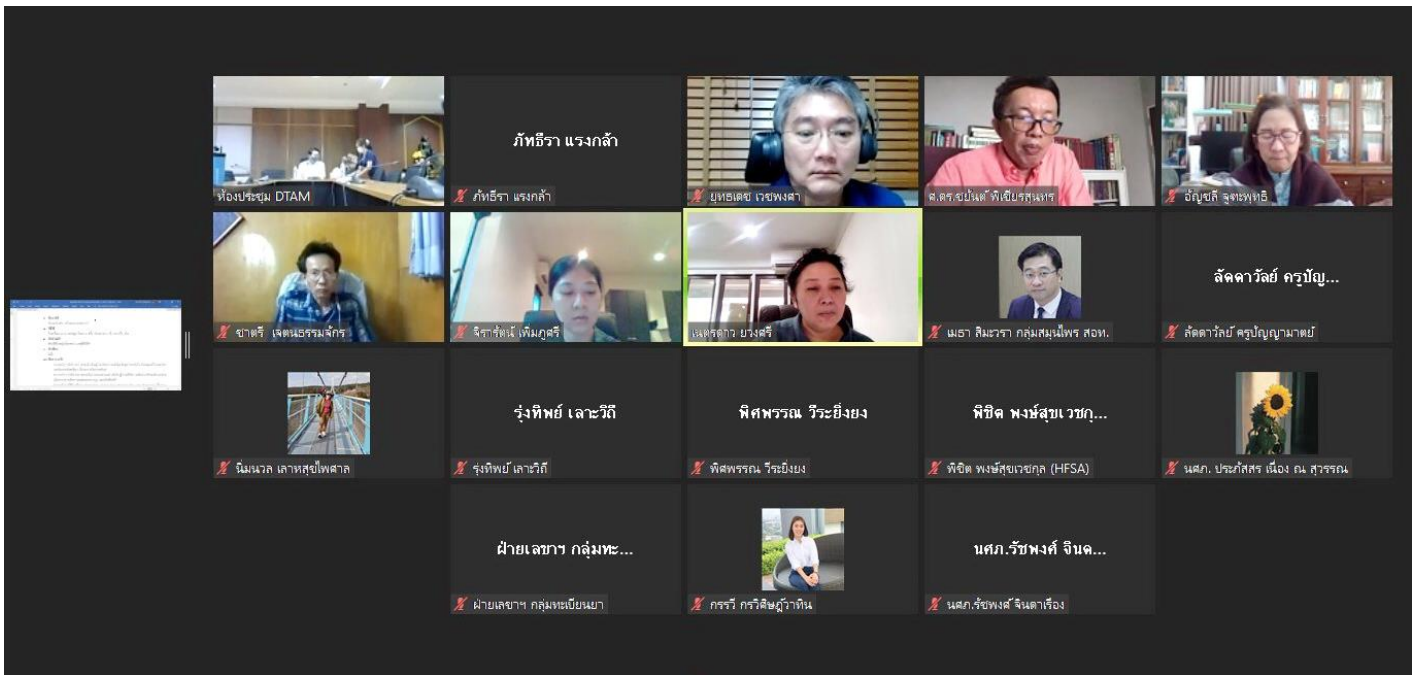 ห้องประชุม DTAM
ภัทธีรา แรงกล้า
ภัทธีรา แรงกล้า
ยุทธเดช เวชพงศา
ศ.ดร.ชยันต์ พิเชียรสุนทร
อัญชลี จูฑะพุทธิ
ชาตรี เจตนธรรมจักร
จิรารัตน์ เพิ่มภูศรี
เนตรดาว ยวงศรี
เมธา สิมะวรา กลุ่มสมุนไพร สอท.
ลัดดาวัลย์ ครุปัญ...
ลัดดาวัลย์ ครุปัญญามาตย์
นิ่มนวล เลาหสุขไพศาล
รุ่งทิพย์ เลาะวิถี
รุ่งทิพย์ เลาะวิถี
พิศพรรณ วีระยิ่งยง
พิศพรรณ วีระยิ่งยง
พิชิต พงษ์สุขเวชกุ...
พิชิต พงษ์สุขเวชกุล (HFSA)
นศภ. ประภัสสร เนื่อง ณ สุวรรณ
ฝ่ายเลขาฯ กลุ่มทะ...
ฝ่ายเลขาฯ กลุ่มทะเบียนยา
กรรวี กรวิศิษฎ์วาทิน
นศภ.รัชพงศ์ จินด...
นศภ.รัชพงศ์ จินดาเรือง